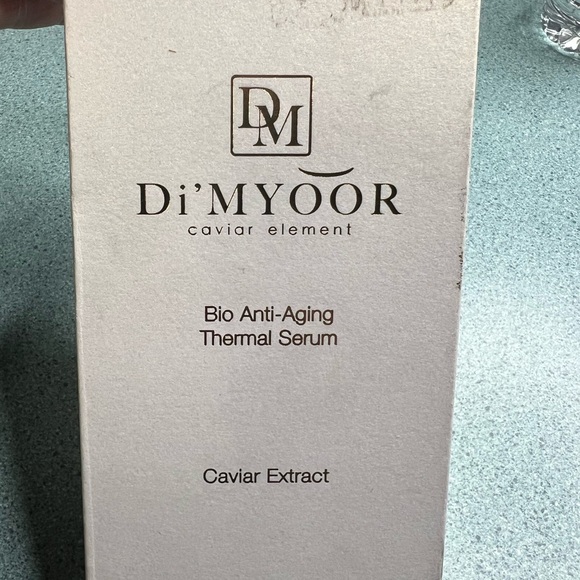 DM
Di'MYOOR
caviar element
Bio Anti-Aging
Thermal Serum
Caviar Extract